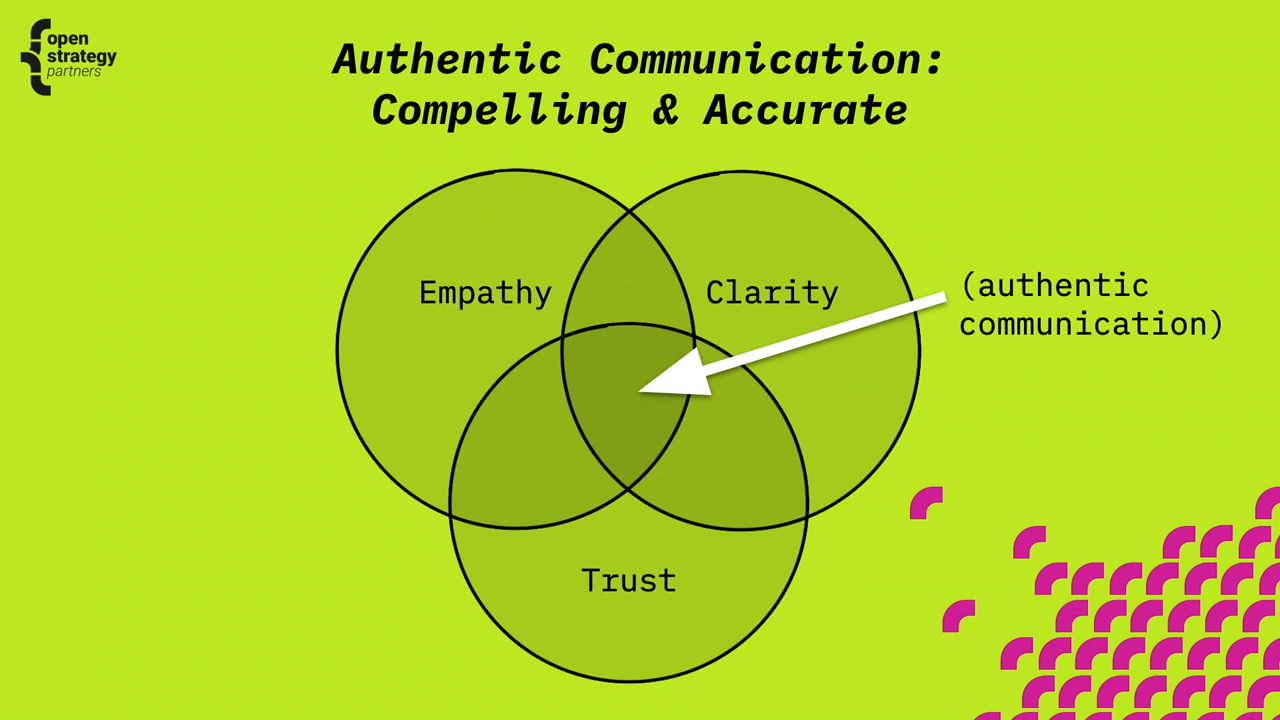 open
strategy
partners
Authentic Communication:
Compelling & Accurate
Empathy
Clarity
(authentic
communication)
Trust